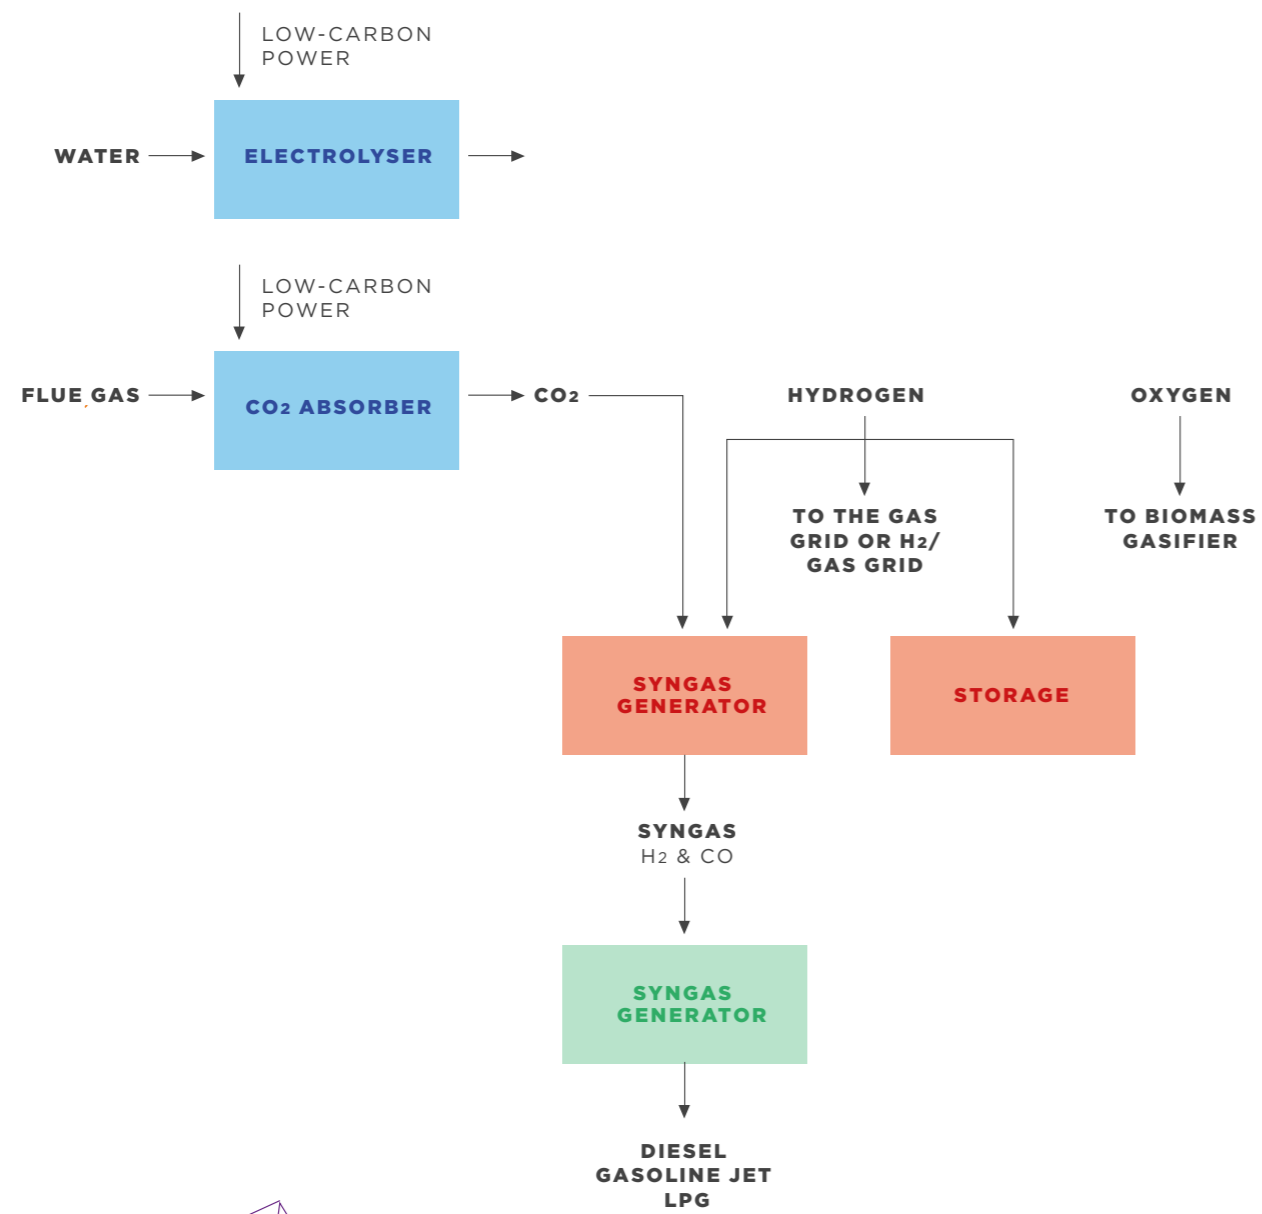 LOW-CARBON
POWER
WATER
ELECTROLYSER
LOW-CARBON
POWER
FLUE GAS
CO2 ABSORBER
CO2
HYDROGEN
OXYGEN
TO THE GAS
GRID OR H2/
GAS GRID
TO BIOMASS
GASIFIER
SYNGAS
GENERATOR
STORAGE
SYNGAS
H2 & CO
SYNGAS
GENERATOR
DIESEL
GASOLINE JET
LPG